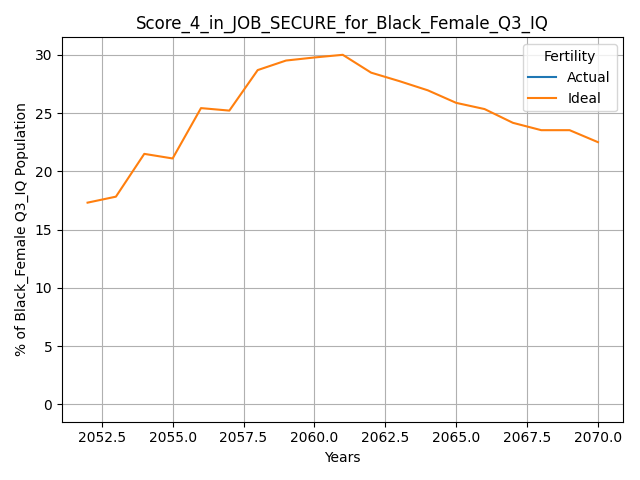 Score_4_in_JOB_SECURE_for_Black_Female_Q3_IQ
30
25
20
15
10
5
0
% of Black_Female Q3_IQ Population
Fertility
Actual
Ideal
2052.5 2055.0 2057.5 2060.0 2062.5 2065.0 2067.5 2070.0
Years